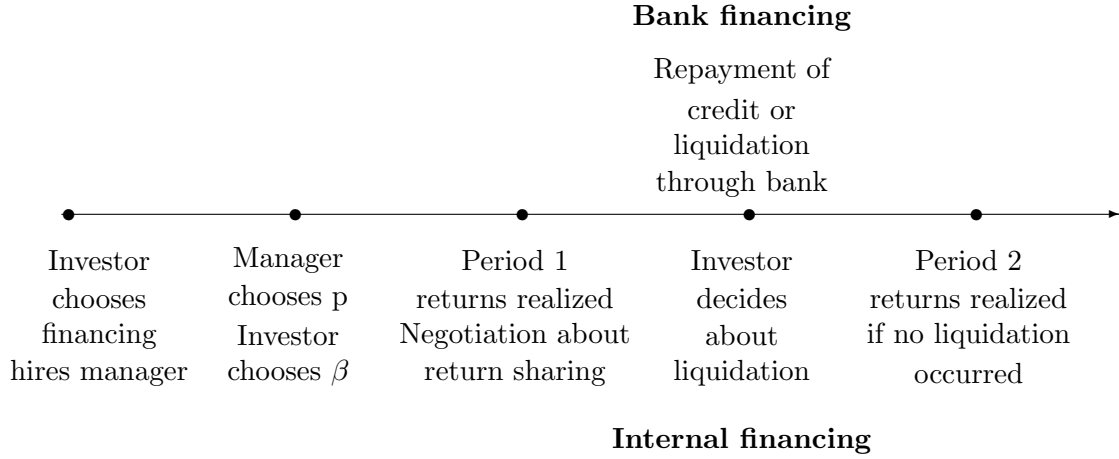 Bank financing
Repayment of
credit or
liquidation
through bank
Investor
chooses
financing
hires manager
Manager
chooses p
Investor
chooses β
Period 1
returns realized
Negotiation about
return sharing
Investor
decides
about
liquidation
Period 2
returns realized
if no liquidation
occurred
Internal financing